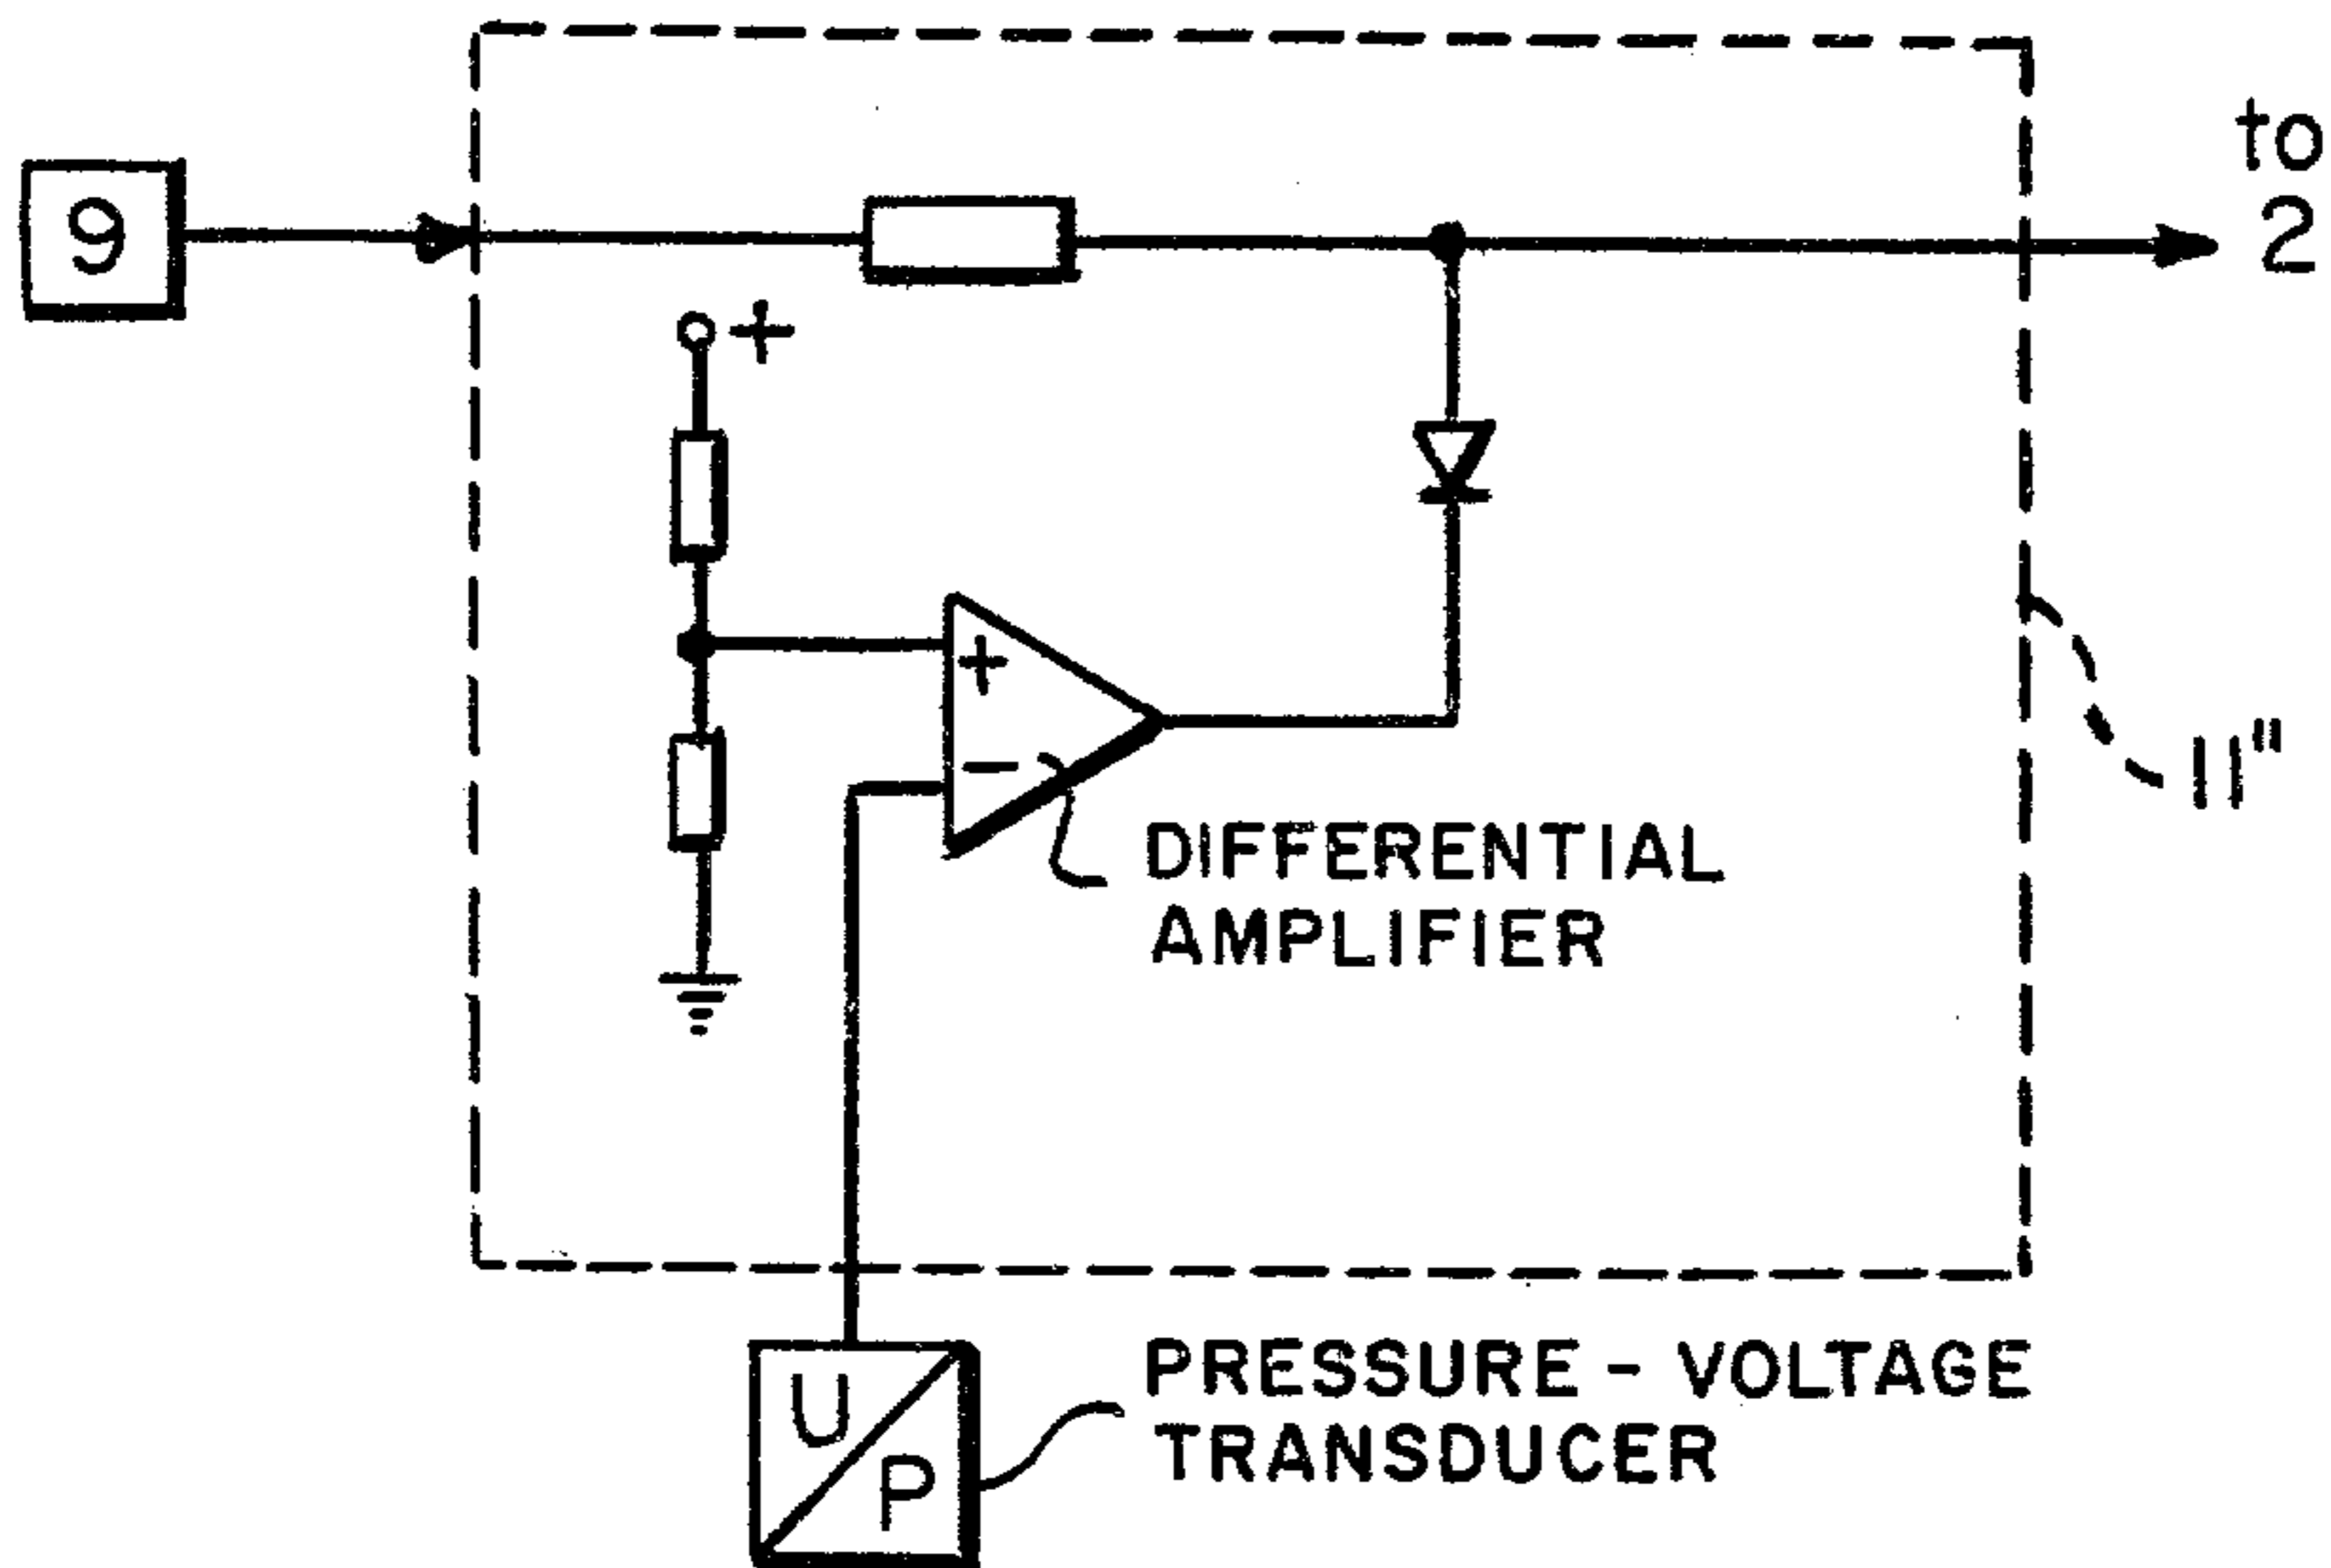 to
2
9
+
+
−
11"
DIFFERENTIAL
AMPLIFIER
PRESSURE - VOLTAGE
TRANSDUCER
U
P